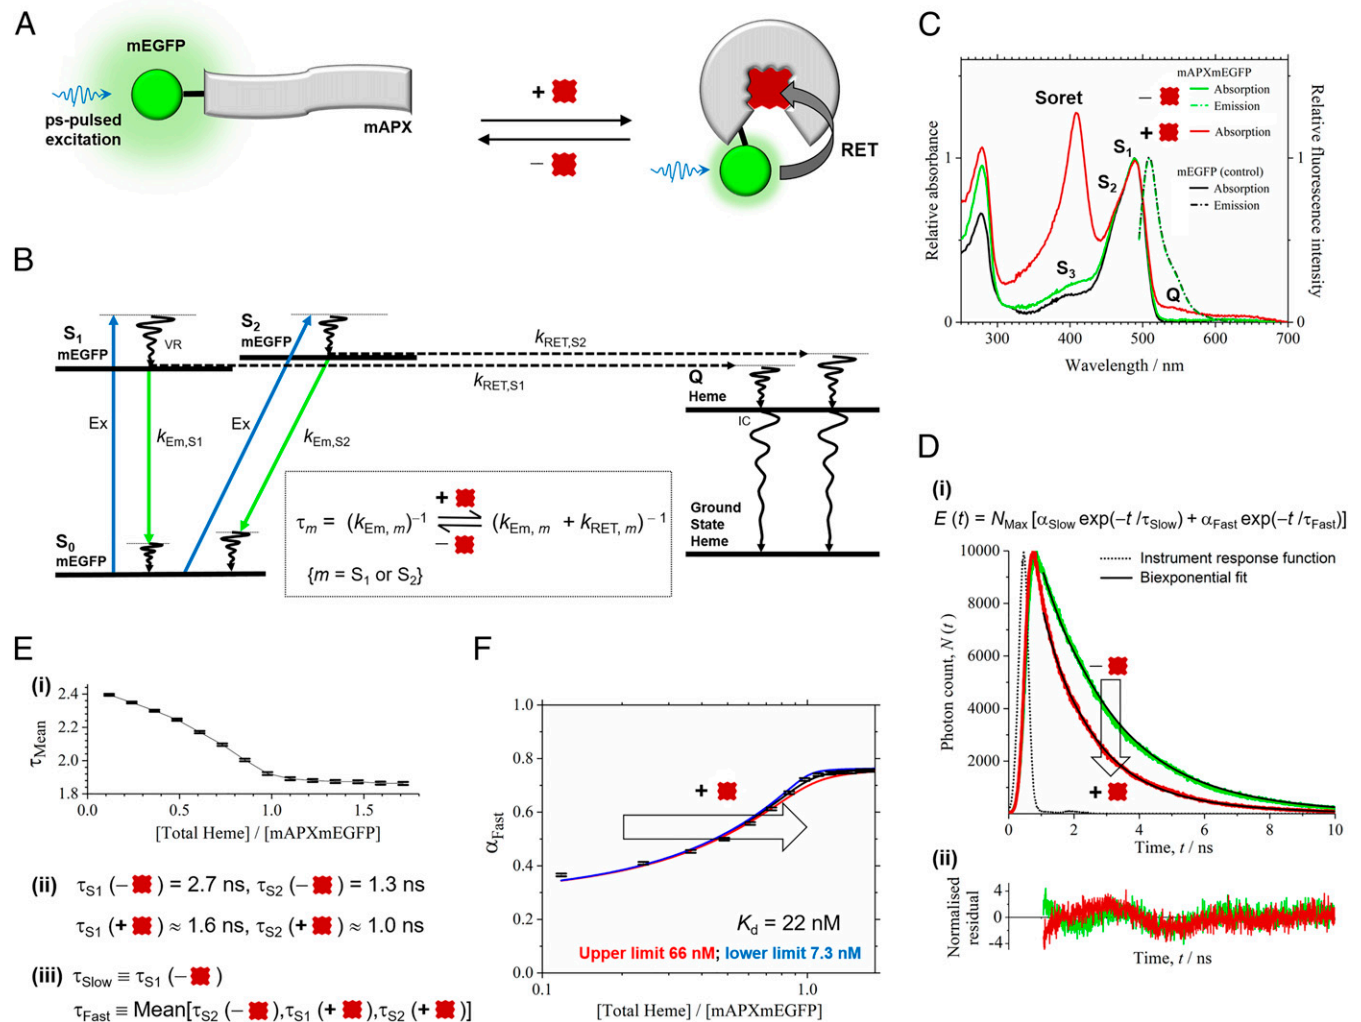 A
mEGFP
ps-pulsed
excitation
mAPX
+
−
RET
B
S1
mEGFP
VR
S2
mEGFP
kRET,S2
kRET,S1
Q
Heme
IC
Ex
kEm,S1
Ex
kEm,S2
+
τm = (kEm, m)−1 ⇌ (kEm, m + kRET, m)−1
−
{m = S1 or S2}
S0
mEGFP
Ground
State
Heme
C
mAPXmEGFP
− Absorption
Emission
+ Absorption
mEGFP (control)
Absorption
Emission
Soret
S1
S2
S3
Q
Relative absorbance
Relative fluorescence intensity
1
0
1
0
300
400
500
600
700
Wavelength / nm
D
(i)
E (t) = NMax [αSlow exp(−t /τSlow) + αFast exp(−t /τFast)]
Instrument response function
Biexponential fit
Photon count, N (t)
10000
8000
6000
4000
2000
−
+
0
2
4
6
8
10
Time, t / ns
(ii)
Normalised
residual
4
0
-4
Time, t / ns
E
(i)
τMean
2.4
2.2
2.0
1.8
0.0
0.5
1.0
1.5
[Total Heme] / [mAPXmEGFP]
(ii) τS1 (− ) = 2.7 ns, τS2 (− ) = 1.3 ns
τS1 (+ ) ≈ 1.6 ns, τS2 (+ ) ≈ 1.0 ns
(iii) τSlow ≡ τS1 (− )
τFast ≡ Mean[τS2 (− ),τS1 (+ ),τS2 (+ )]
F
αFast
1.0
0.8
0.6
0.4
0.2
0.0
+
Kd = 22 nM
Upper limit 66 nM; lower limit 7.3 nM
0.1
1.0
[Total Heme] / [mAPXmEGFP]